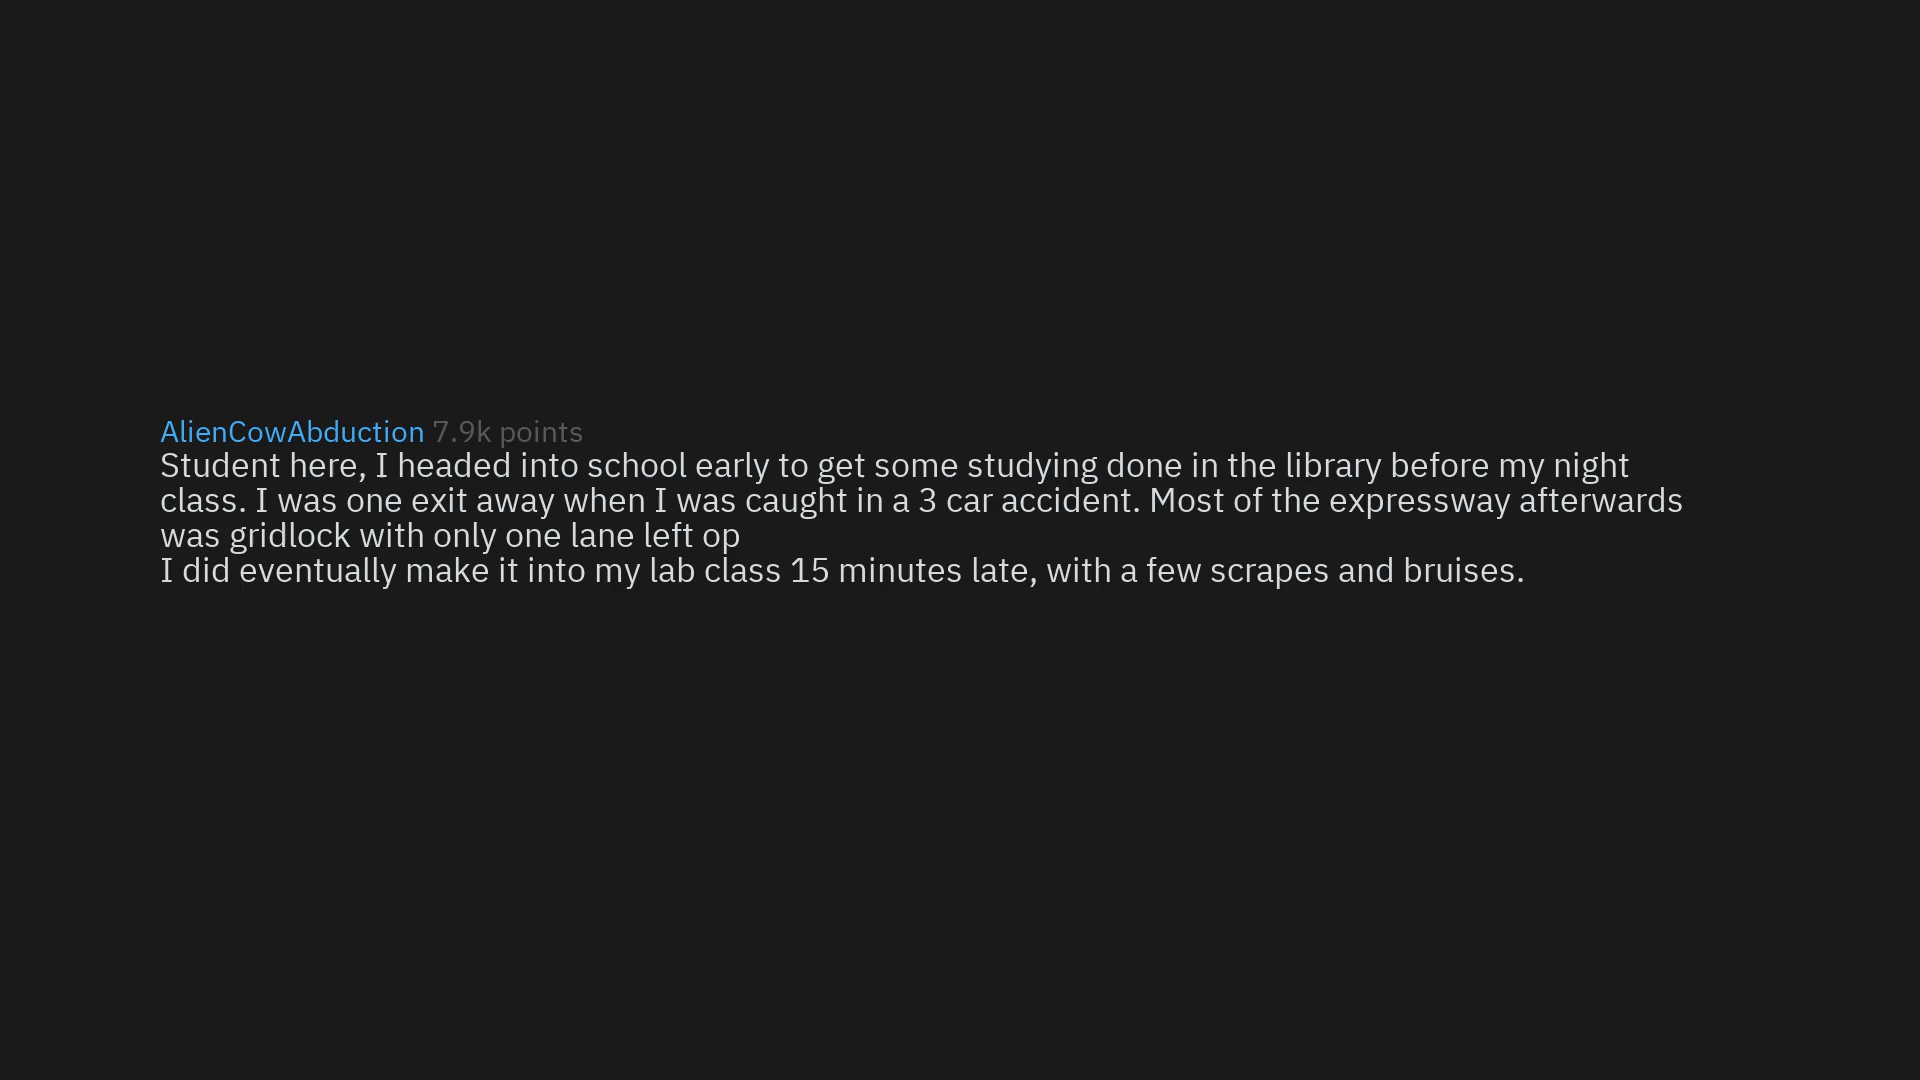 AlienCowAbduction 7.9k points
Student here, I headed into school early to get some studying done in the library before my night
class. I was one exit away when I was caught in a 3 car accident. Most of the expressway afterwards
was gridlock with only one lane left op
I did eventually make it into my lab class 15 minutes late, with a few scrapes and bruises.